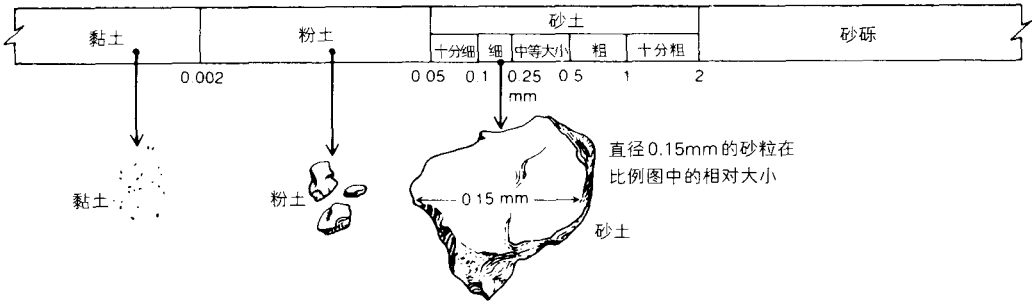 砂土
黏土 粉土 砂砾
十分细 细 中等大小 粗 十分粗
0.002 0 05 0.1 0.25 0 5 1 2
mm
直径0.15mm的砂粒在
比例图中的相对大小
黏土 粉土 0 15 mm
砂土